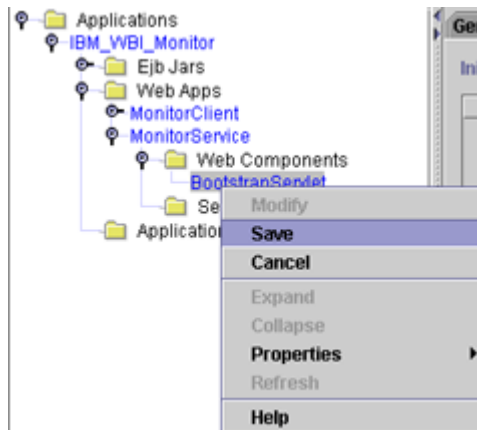 Applications
Ge
IBM_WBI_Monitor
Ejb Jars
Ini
Web Apps
MonitorClient
MonitorService
Web Components
BootstrapServlet
Se
Modify
Applicatio
Save
Cancel
Expand
Collapse
Properties
Refresh
Help